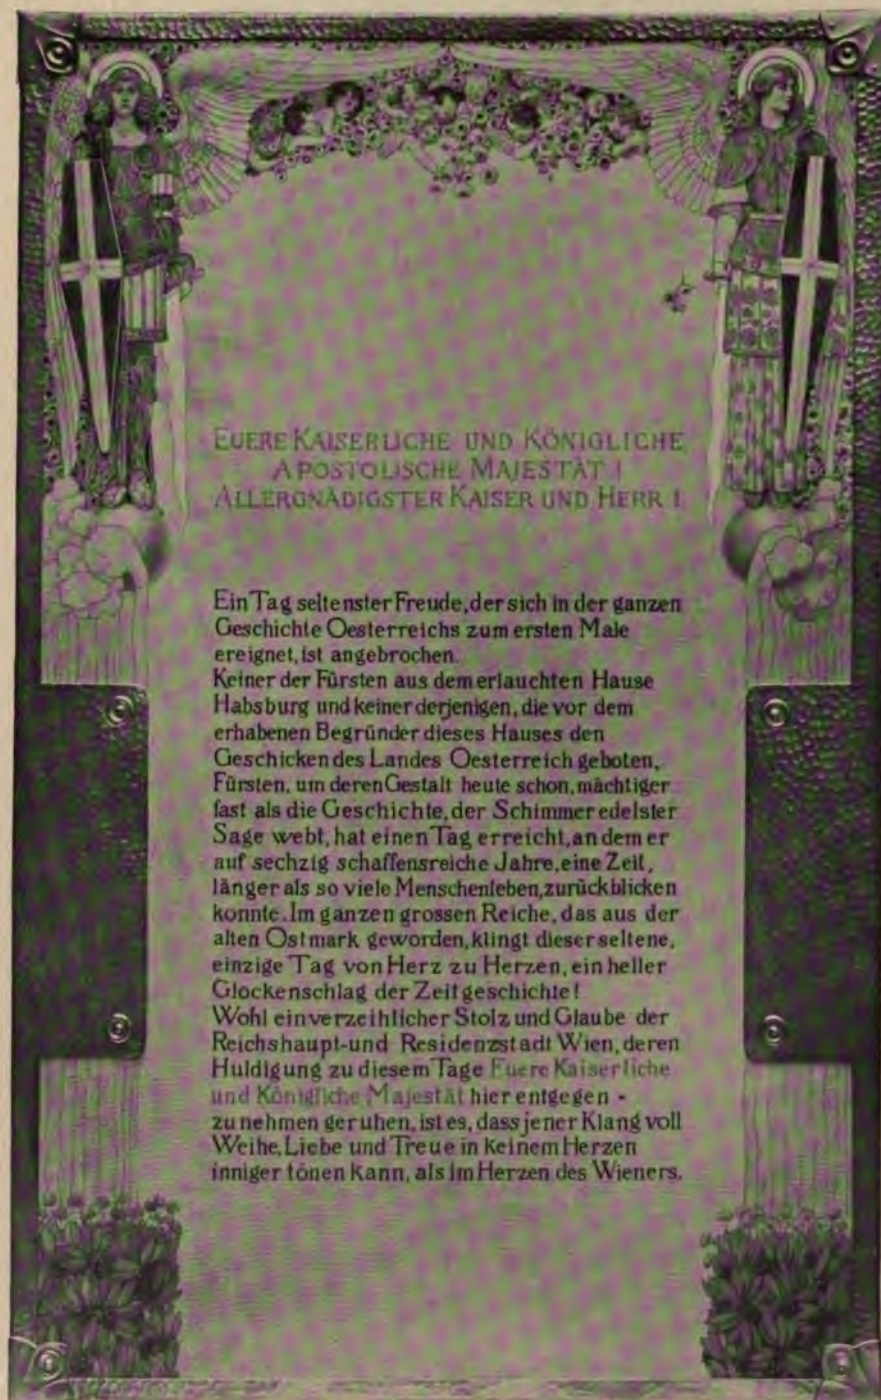 EUERE KAISERLICHE UND KÖNIGLICHE
APOSTOLISCHE MAJESTÄT!
ALLERGNÄDIGSTER KAISER UND HERR!
Ein Tag seltenster Freude, der sich in der ganzen
Geschichte Oesterreichs zum ersten Male
ereignet, ist angebrochen.
Keiner der Fürsten aus dem erlauchten Hause
Habsburg und keiner derjenigen, die vor dem
erhabenen Begründer dieses Hauses den
Geschicken des Landes Oesterreich geboten,
Fürsten, um deren Gestalt heute schon, mächtiger
fast als die Geschichte, der Schimmer edelster
Sage webt, hat einen Tag erreicht, an dem er
auf sechzig schaffensreiche Jahre, eine Zeit,
länger als so viele Menschenleben, zurückblicken
konnte. Im ganzen grossen Reiche, das aus der
alten Ostmark geworden, klingt dieser seltene,
einzige Tag von Herz zu Herzen, ein heller
Glockenschlag der Zeitgeschichte!
Wohl ein verzeihlicher Stolz und Glaube der
Reichshaupt- und Residenzstadt Wien, deren
Huldigung zu diesem Tage Euere Kaiserliche
und Königliche Majestät hier entgegen-
zunehmen geruhen, ist es, dass jener Klang voll
Weihe, Liebe und Treue in keinem Herzen
inniger tönen kann, als im Herzen des Wieners.